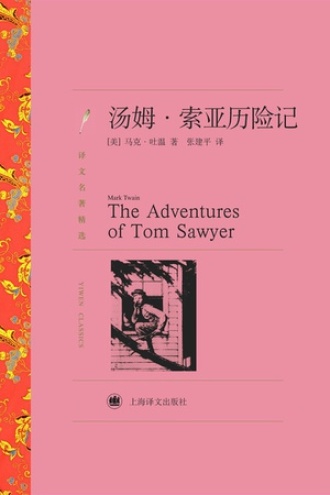 汤姆·索亚历险记
[美] 马克·吐温 著 张建平 译
译文名著精选
YIWEN CLASSICS
Mark Twain
The Adventures
of Tom Sawyer
上海译文出版社